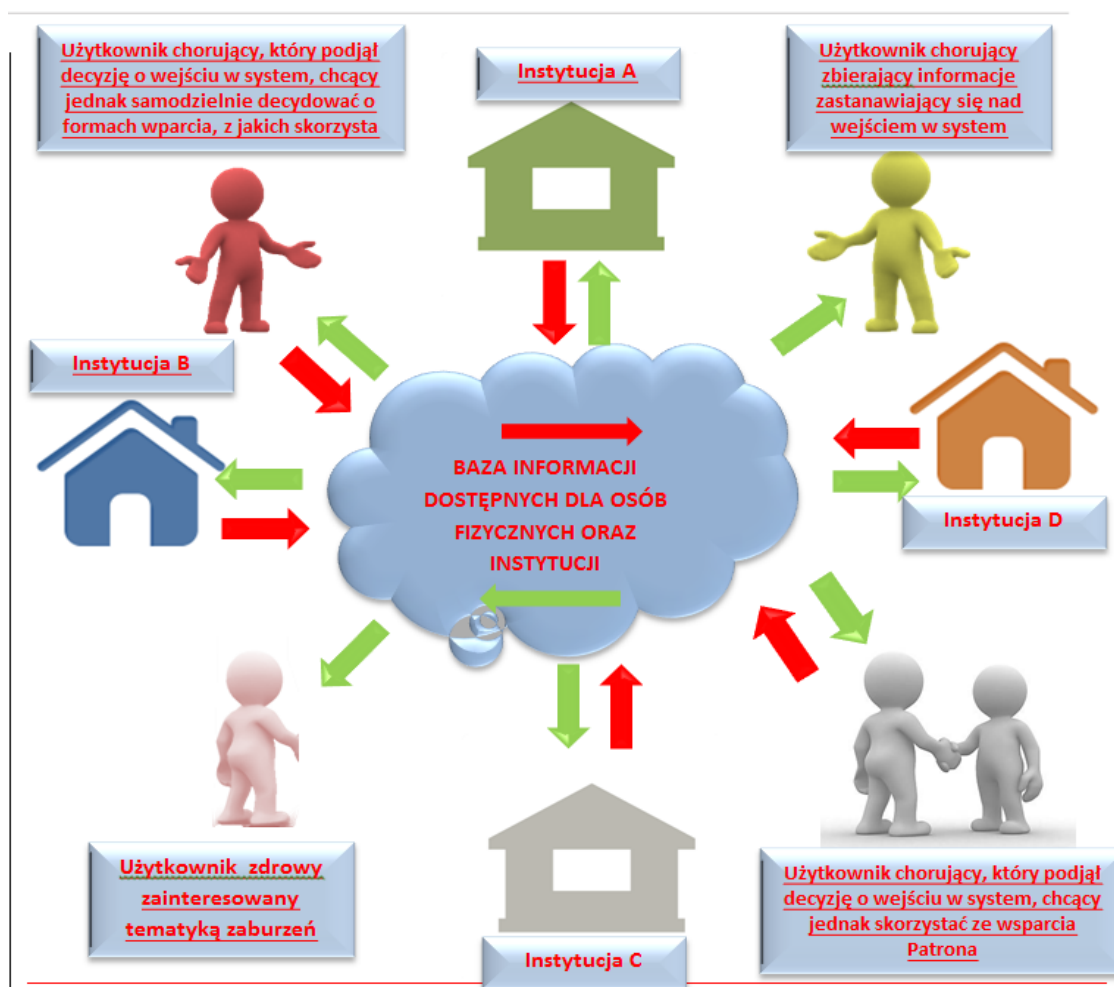 Użytkownik chorujący, który podjął
decyzję o wejściu w system, chcący
jednak samodzielnie decydować o
formach wparcia, z jakich skorzysta
Instytucja A
Użytkownik chorujący
zbierający informacje
zastanawiający się nad
wejściem w system
Instytucja B
BAZA INFORMACJI
DOSTĘPNYCH DLA OSÓB
FIZYCZNYCH ORAZ
INSTYTUCJI
Instytucja D
Użytkownik zdrowy
zainteresowany
tematyką zaburzeń
Instytucja C
Użytkownik chorujący, który podjął
decyzję o wejściu w system, chcący
jednak skorzystać ze wsparcia
Patrona